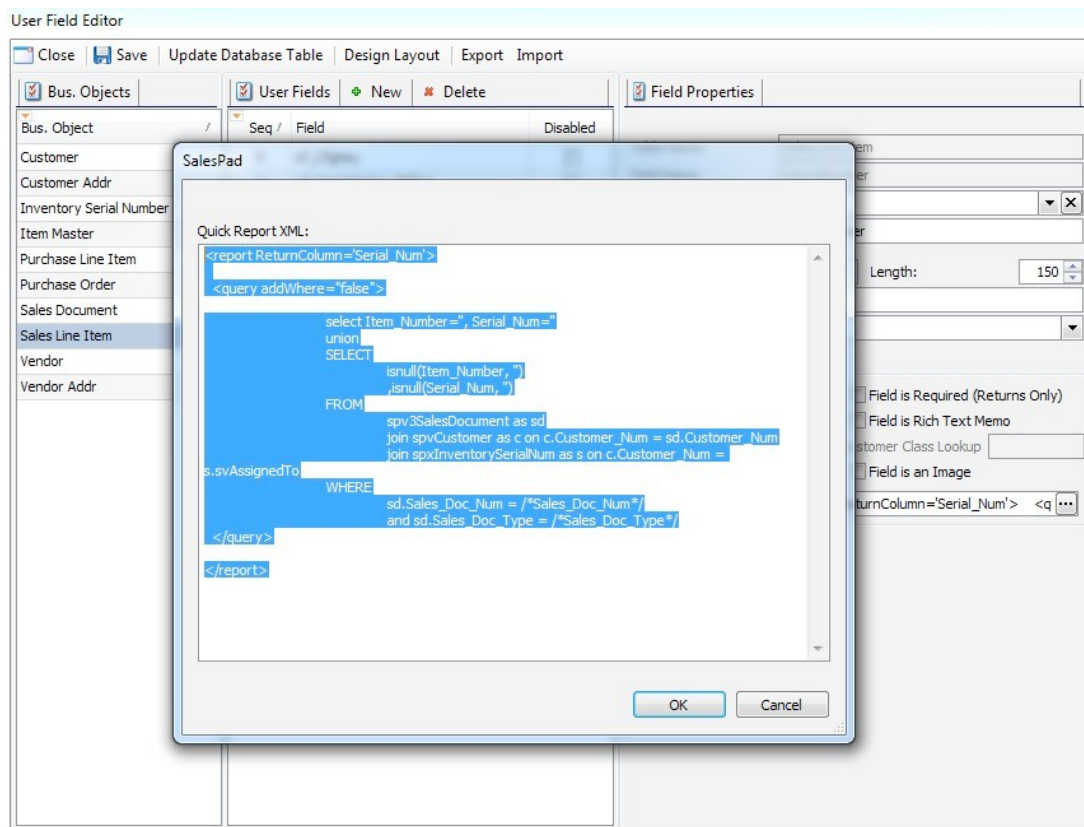 User Field Editor
Close Save Update Database Table Design Layout Export Import
Bus. Objects User Fields New Delete Field Properties
Bus. Object / Seq / Field Disabled
Customer
Customer Addr
Inventory Serial Number
Item Master
Purchase Line Item
Purchase Order
Sales Document
Sales Line Item
Vendor
Vendor Addr
SalesPad
Quick Report XML:
<report ReturnColumn='Serial_Num'>
<query addWhere="false">
select Item_Number='', Serial_Num=''
union
SELECT
isnull(Item_Number, '')
,isnull(Serial_Num, '')
FROM
spv3SalesDocument as sd
join spvCustomer as c on c.Customer_Num = sd.Customer_Num
join spxInventorySerialNum as s on c.Customer_Num =
s.svAssignedTo
WHERE
sd.Sales_Doc_Num = /*Sales_Doc_Num*/
and sd.Sales_Doc_Type = /*Sales_Doc_Type*/
</query>
</report>
OK Cancel
Length: 150
Field is Required (Returns Only)
Field is Rich Text Memo
stomer Class Lookup
Field is an Image
turnColumn='Serial_Num'> <q ...